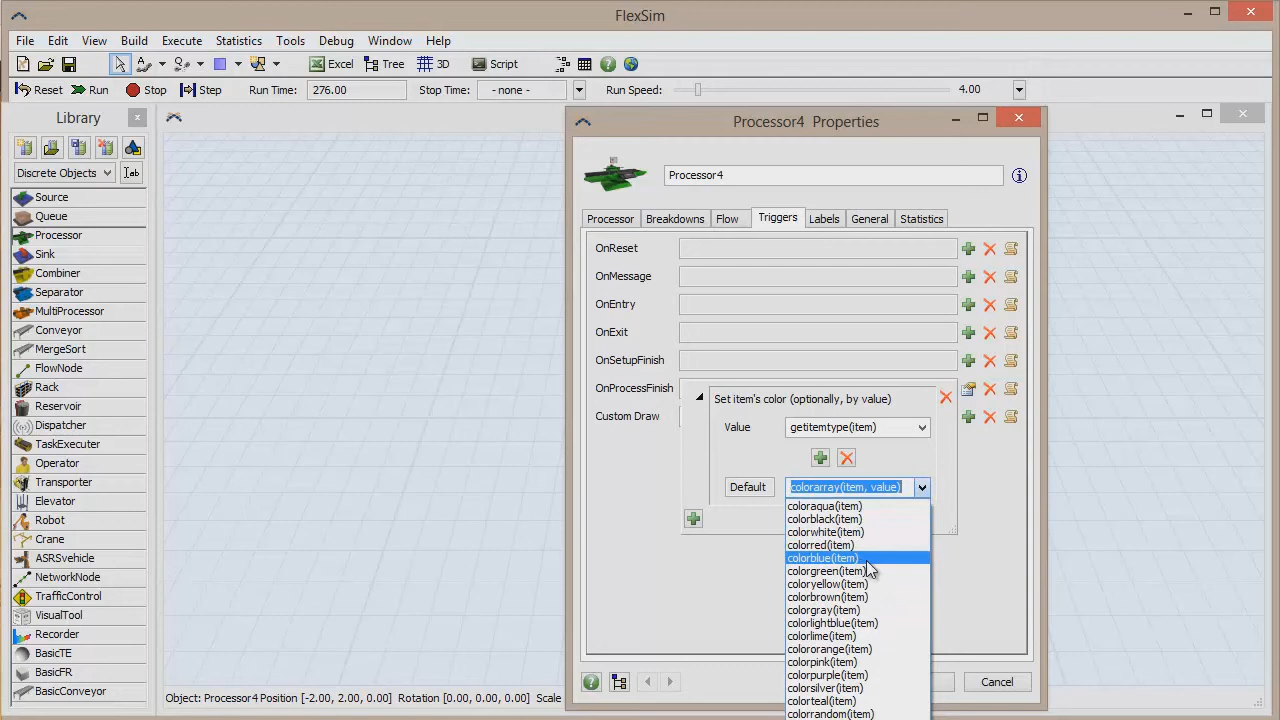 FlexSim
File Edit View Build Execute Statistics Tools Debug Window Help
Excel Tree 3D Script
Reset Run Stop Step Run Time: 276.00 Stop Time: - none - Run Speed: 4.00
Library
Discrete Objects
Source
Queue
Processor
Sink
Combiner
Separator
MultiProcessor
Conveyor
MergeSort
FlowNode
Rack
Reservoir
Dispatcher
TaskExecuter
Operator
Transporter
Elevator
Robot
Crane
ASRSvehicle
NetworkNode
TrafficControl
VisualTool
Recorder
BasicTE
BasicFR
BasicConveyor
Processor4 Properties
Processor4
Processor Breakdowns Flow Triggers Labels General Statistics
OnReset
OnMessage
OnEntry
OnExit
OnSetupFinish
OnProcessFinish
Custom Draw
Set item's color (optionally, by value)
Value getitemtype(item)
Default colorarray(item, value)
coloraqua(item)
colorblack(item)
colorwhite(item)
colorred(item)
colorblue(item)
colorgreen(item)
coloryellow(item)
colorbrown(item)
colorgray(item)
colorlightblue(item)
colorlime(item)
colororange(item)
colorpink(item)
colorpurple(item)
colorsilver(item)
colorteal(item)
colorrandom(item)
Cancel
Object: Processor4 Position [-2.00, 2.00, 0.00] Rotation [0.00, 0.00, 0.00] Scale